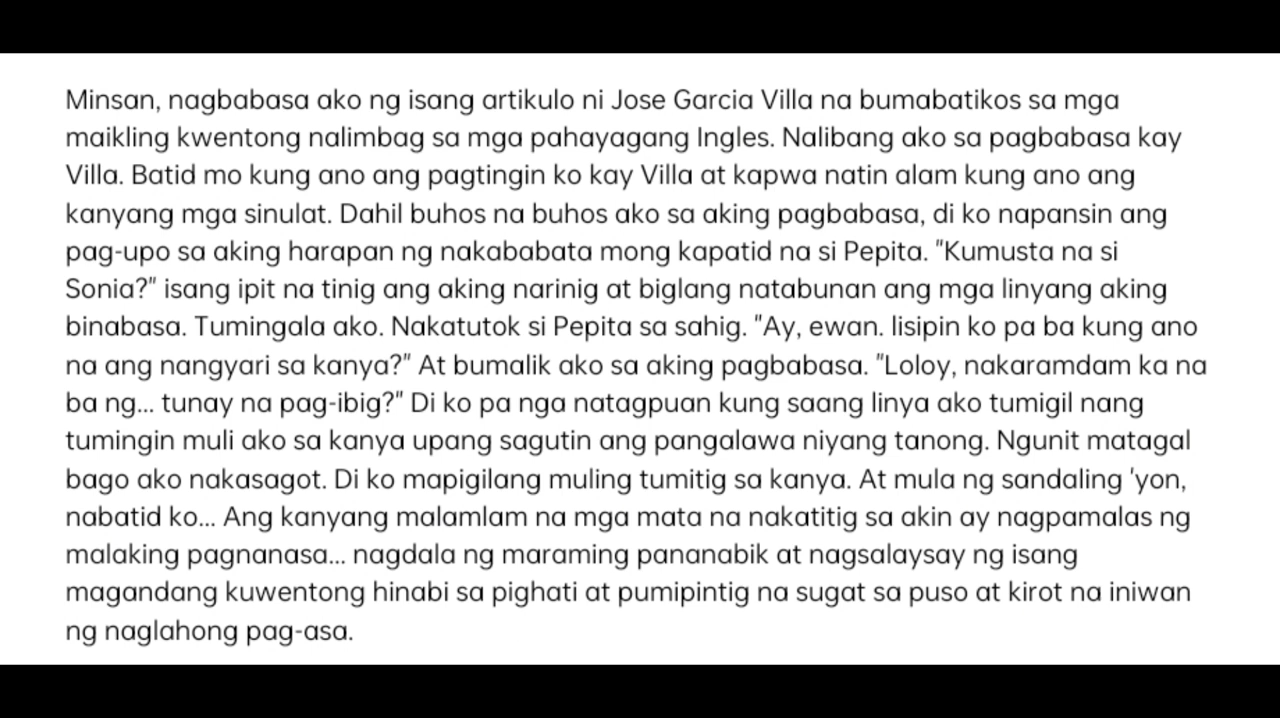 Minsan, nagbabasa ako ng isang artikulo ni Jose Garcia Villa na bumabatikos sa mga
maikling kwentong nalimbag sa mga pahayagang Ingles. Nalibang ako sa pagbabasa kay
Villa. Batid mo kung ano ang pagtingin ko kay Villa at kapwa natin alam kung ano ang
kanyang mga sinulat. Dahil buhos na buhos ako sa aking pagbabasa, di ko napansin ang
pag-upo sa aking harapan ng nakababata mong kapatid na si Pepita. "Kumusta na si
Sonia?" isang ipit na tinig ang aking narinig at biglang natabunan ang mga linyang aking
binabasa. Tumingala ako. Nakatutok si Pepita sa sahig. "Ay, ewan. Iisipin ko pa ba kung ano
na ang nangyari sa kanya?" At bumalik ako sa aking pagbabasa. "Loloy, nakaramdam ka na
ba ng... tunay na pag-ibig?" Di ko pa nga natagpuan kung saang linya ako tumigil nang
tumingin muli ako sa kanya upang sagutin ang pangalawa niyang tanong. Ngunit matagal
bago ako nakasagot. Di ko mapigilang muling tumitig sa kanya. At mula ng sandaling 'yon,
nabatid ko... Ang kanyang malamlam na mga mata na nakatitig sa akin ay nagpamalas ng
malaking pagnanasa... nagdala ng maraming pananabik at nagsalaysay ng isang
magandang kuwentong hinabi sa pighati at pumipintig na sugat sa puso at kirot na iniwan
ng naglahong pag-asa.